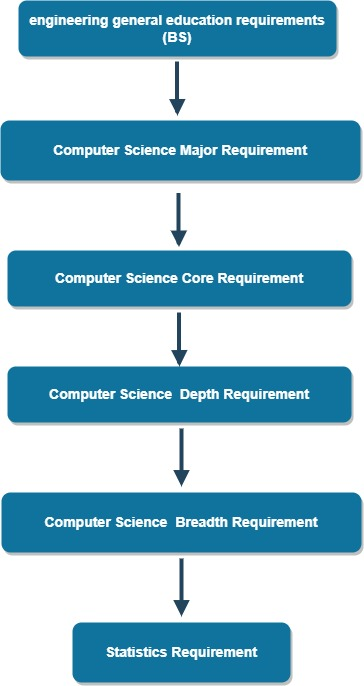 engineering general education requirements
(BS)
Computer Science Major Requirement
Computer Science Core Requirement
Computer Science  Depth Requirement
Computer Science  Breadth Requirement
Statistics Requirement